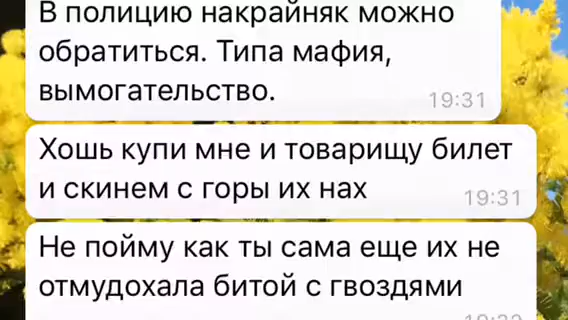 В полицию накрайняк можно
обратиться. Типа мафия,
вымогательство.
19:31
Хошь купи мне и товарищу билет
и скинем с горы их нах
19:31
Не пойму как ты сама еще их не
отмудохала битой с гвоздями